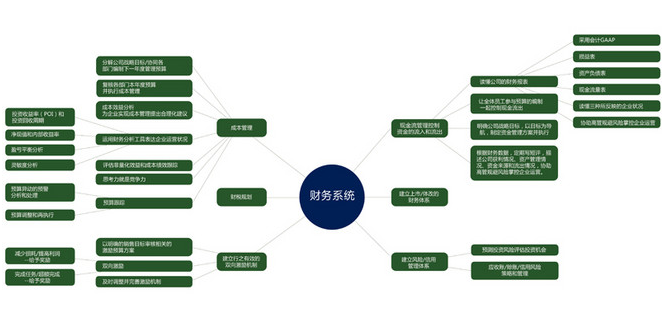 财务系统
成本管理
分解公司战略目标/协同各
部门编制下一年度管理预算
复核各部门本年度预算
并执行成本管理
成本效益分析
为企业实现成本管理提出合理化建议
运用财务分析工具表达企业运营状况
投资收益率（POI）和
投资回收周期
净现值和内部收益率
盈亏平衡分析
灵敏度分析
评估非量化效益和成本绩效跟踪
思考力就是竞争力
预算跟踪
预算异动的预警
分析和处理
预算调整和再执行
财税规划
建立行之有效的
双向激励机制
以明确的销售目标审核相关的
激励预算方案
双向激励
减少损耗/提高利润
--给予奖励
完成任务/超额完成
--给予奖励
及时调整并完善激励机制
现金流管理控制
资金的流入和流出
读懂公司的财务报表
采用会计GAAP
损益表
资产负债表
现金流量表
读懂三种所反映的企业状况
协助高管规避风险掌控企业运营
让全体员工参与预算的编制
一起控制现金流出
明确公司战略目标，以目标为导
航，制定资金管理方案并执行
根据财务数据，定期写短评，描
述公司获利情况、资产管理情
况、资金来源和流出情况，协助
高管规避风险掌控企业运营。
建立上市/体改的
财务体系
建立风险/信用
管理体系
预测投资风险评估投资机会
应收账/赊账/信用风险
策略和管理